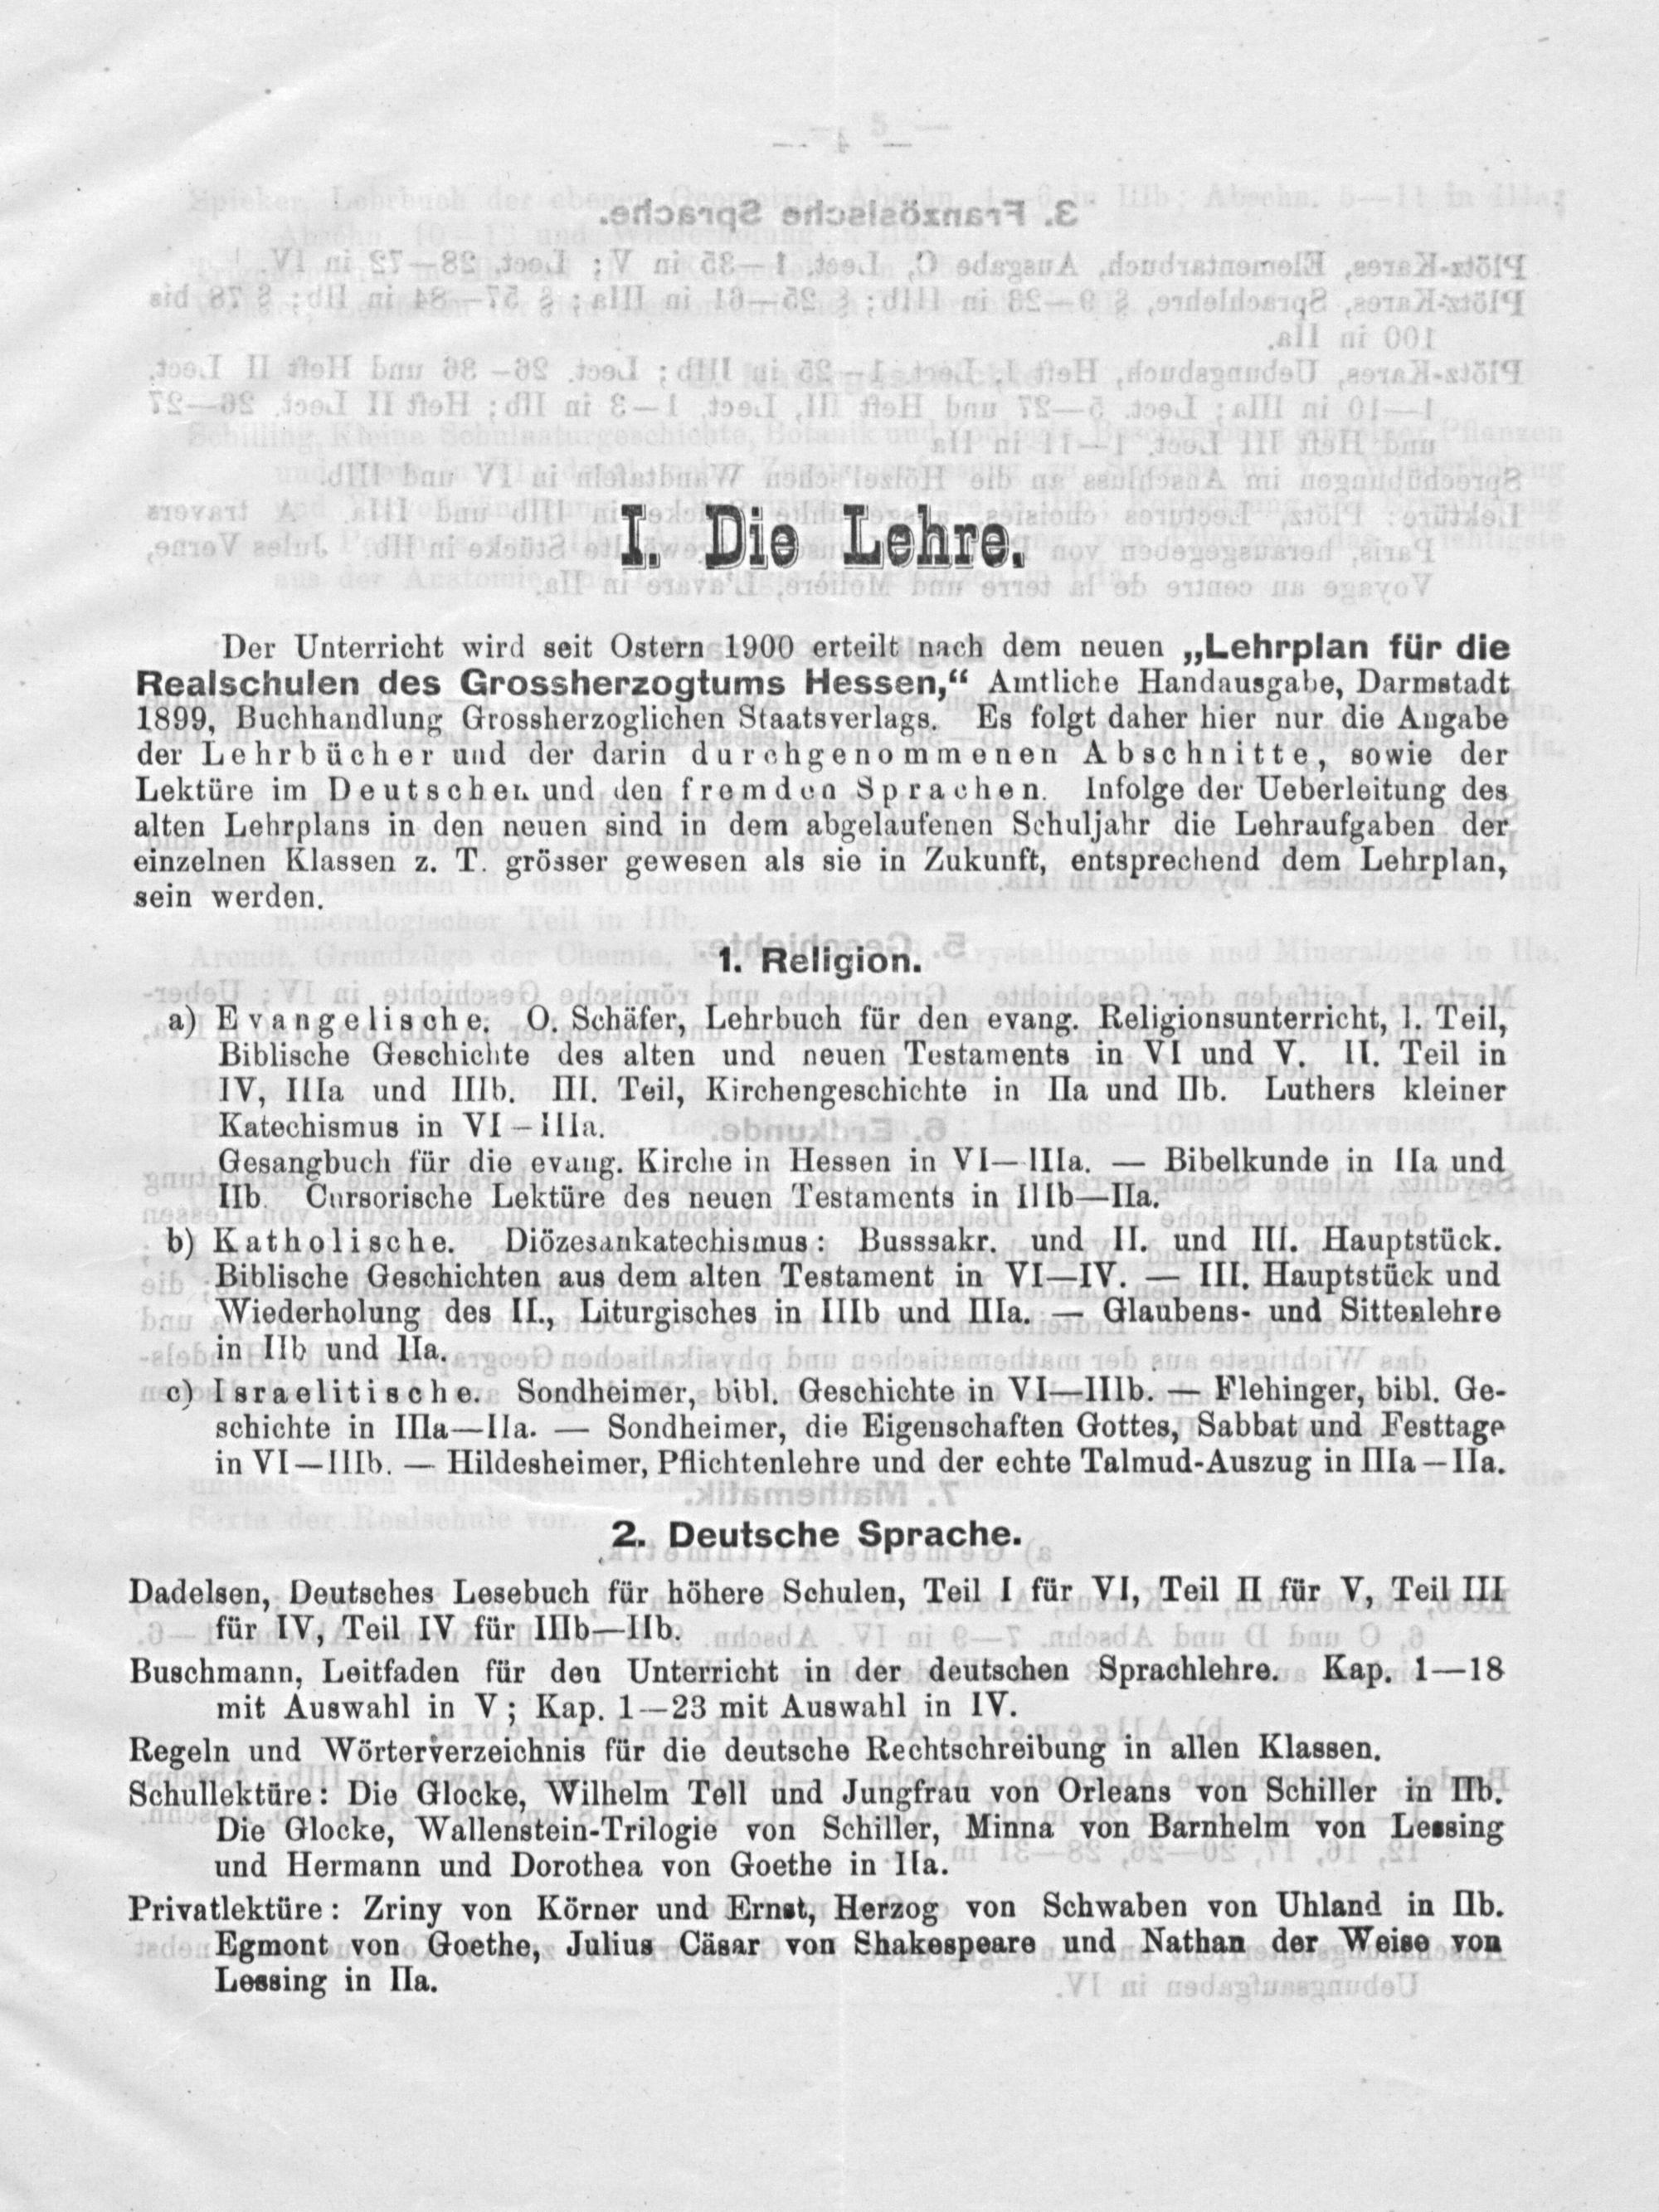 I. Die Lehre.
Der Unterricht wird seit Ostern 1900 erteilt nach dem neuen „Lehrplan für die
Realschulen des Grossherzogtums Hessen,“ Amtliche Handausgabe, Darmstadt
1899, Buchhandlung Grossherzoglichen Staatsverlags. Es folgt daher hier nur die Angabe
der Lehrbücher und der darin durchgenommenen Abschnitte, sowie der
Lektüre im Deutschen und den fremden Sprachen. Infolge der Ueberleitung des
alten Lehrplans in den neuen sind in dem abgelaufenen Schuljahr die Lehraufgaben der
einzelnen Klassen z. T. grösser gewesen als sie in Zukunft, entsprechend dem Lehrplan,
sein werden.
1. Religion.
a) Evangelische. O. Schäfer, Lehrbuch für den evang. Religionsunterricht, I. Teil,
Biblische Geschichte des alten und neuen Testaments in VI und V. II. Teil in
IV, IIIa und IIIb. III. Teil, Kirchengeschichte in IIa und IIb. Luthers kleiner
Katechismus in VI–IIIa.
Gesangbuch für die evang. Kirche in Hessen in VI—IIIa. — Bibelkunde in IIa und
IIb. Cursorische Lektüre des neuen Testaments in IIIb—IIa.
b) Katholische. Diözesankatechismus: Busssakr. und II. und III. Hauptstück.
Biblische Geschichten aus dem alten Testament in VI—IV. — III. Hauptstück und
Wiederholung des II., Liturgisches in IIIb und IIIa. — Glaubens- und Sittenlehre
in IIb und IIa.
c) Israelitische. Sondheimer, bibl. Geschichte in VI—IIIb. — Flehinger, bibl. Ge-
schichte in IIIa—IIa. — Sondheimer, die Eigenschaften Gottes, Sabbat und Festtage
in VI—IIIb. — Hildesheimer, Pflichtenlehre und der echte Talmud-Auszug in IIIa—IIa.
2. Deutsche Sprache.
Dadelsen, Deutsches Lesebuch für höhere Schulen, Teil I für VI, Teil II für V, Teil III
für IV, Teil IV für IIIb—IIb.
Buschmann, Leitfaden für den Unterricht in der deutschen Sprachlehre. Kap. 1—18
mit Auswahl in V; Kap. 1—23 mit Auswahl in IV.
Regeln und Wörterverzeichnis für die deutsche Rechtschreibung in allen Klassen.
Schullektüre: Die Glocke, Wilhelm Tell und Jungfrau von Orleans von Schiller in IIb.
Die Glocke, Wallenstein-Trilogie von Schiller, Minna von Barnhelm von Lessing
und Hermann und Dorothea von Goethe in IIa.
Privatlektüre: Zriny von Körner und Ernst, Herzog von Schwaben von Uhland in IIb.
Egmont von Goethe, Julius Cäsar von Shakespeare und Nathan der Weise von
Lessing in IIa.